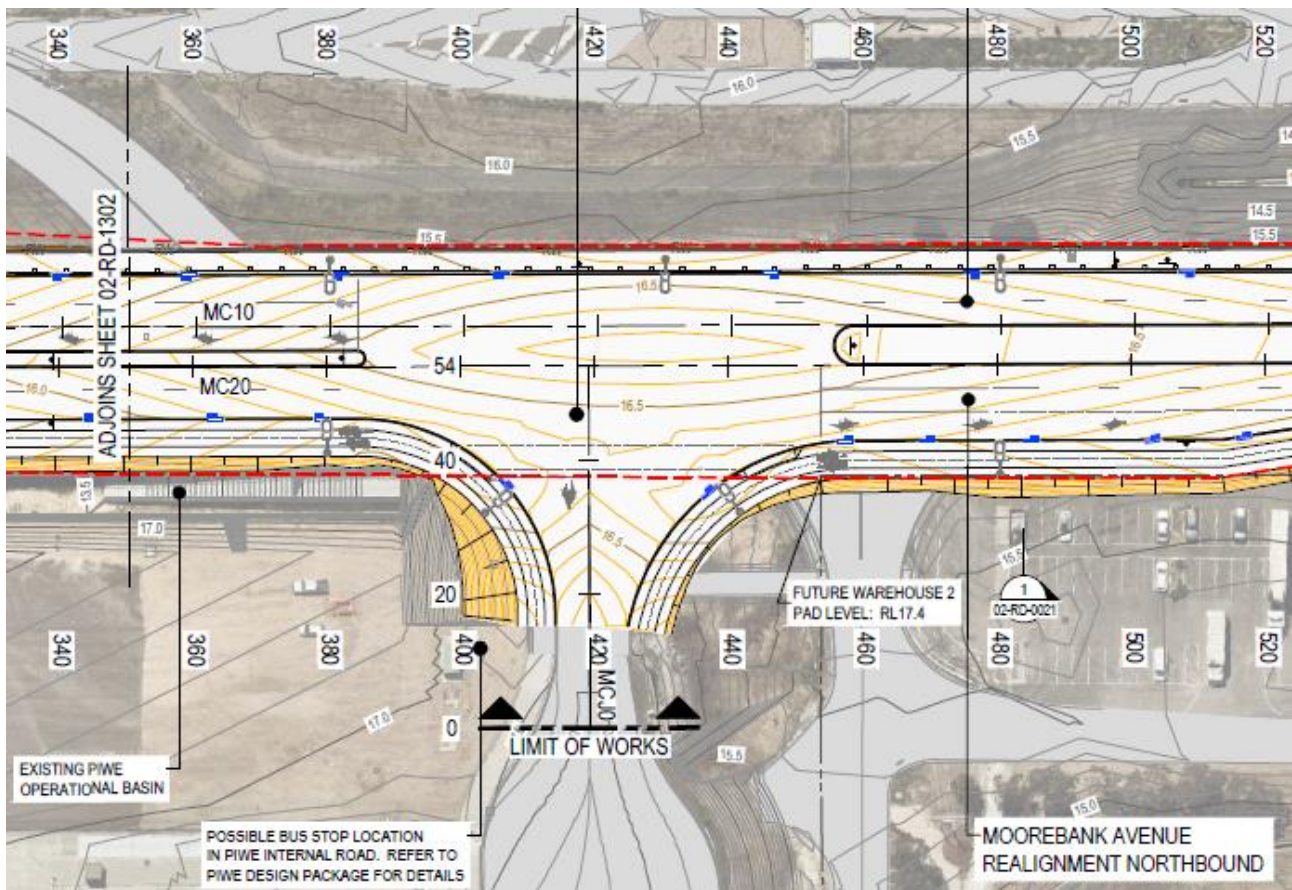 340
360
380
400
420
440
460
480
500
520
16.0
15.5
16.0
14.5
15.5
15.5
ADJOINS SHEET 02-RD-1302
MC10
16.5
16.5
54
MC20
16.0
16.5
40
13.5
17.0
16.5
20
FUTURE WAREHOUSE 2
PAD LEVEL: RL17.4
1
02-RD-0021
15.5
340
360
380
400
420
440
460
480
500
520
MCJ0
17.0
0
LIMIT OF WORKS
15.5
15.0
EXISTING PIWE
OPERATIONAL BASIN
POSSIBLE BUS STOP LOCATION
IN PIWE INTERNAL ROAD. REFER TO
PIWE DESIGN PACKAGE FOR DETAILS
MOOREBANK AVENUE
REALIGNMENT NORTHBOUND